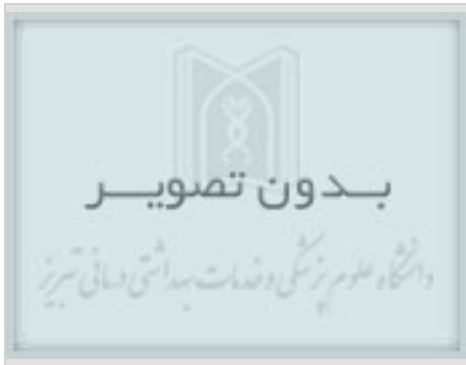 بدون تصویر
دانشگاه علوم پزشکی و خدمات بهداشتی درمانی تبریز